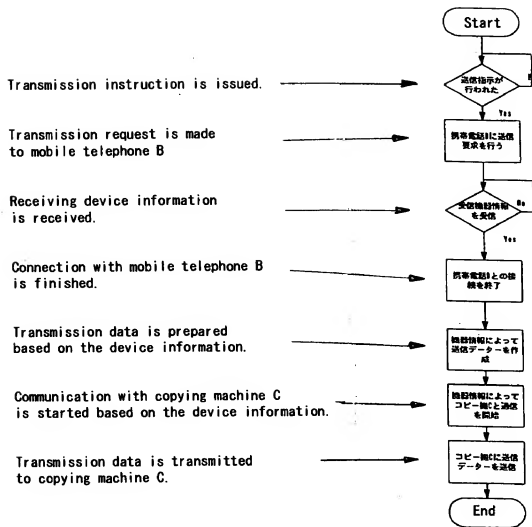 Start
Transmission instruction is issued.
送信指示が
行われた
Yes
Transmission request is made
to mobile telephone B
携帯電話Bに送信
要求を行う
Receiving device information
is received.
受信機器情報
を受信
No
Yes
Connection with mobile telephone B
is finished.
携帯電話Bとの接
続を終了
Transmission data is prepared
based on the device information.
機器情報によって
送信データーを作
成
Communication with copying machine C
is started based on the device information.
機器情報によって
コピー機Cと通信
を開始
Transmission data is transmitted
to copying machine C.
コピー機Cに送信
データーを送信
End